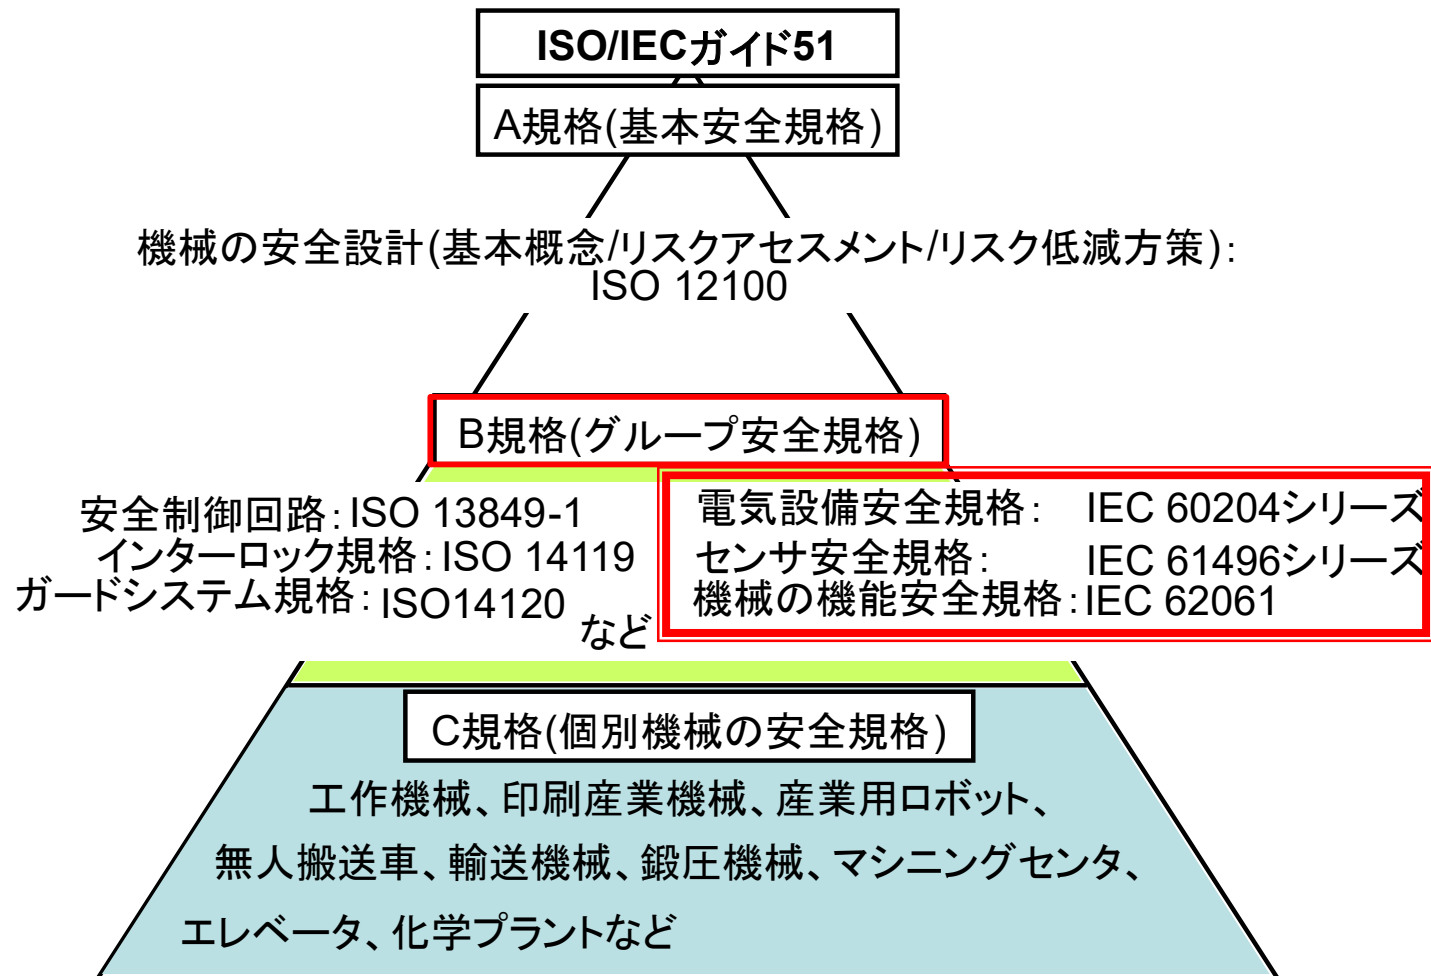 ISO/IECガイド51
A規格(基本安全規格)
機械の安全設計(基本概念/リスクアセスメント/リスク低減方策):
ISO 12100
B規格(グループ安全規格)
安全制御回路:ISO 13849-1
インターロック規格:ISO 14119
ガードシステム規格:ISO14120
など
電気設備安全規格: IEC 60204シリーズ
センサ安全規格: IEC 61496シリーズ
機械の機能安全規格:IEC 62061
C規格(個別機械の安全規格)
工作機械、印刷産業機械、産業用ロボット、
無人搬送車、輸送機械、鍛圧機械、マシニングセンタ、
エレベータ、化学プラントなど